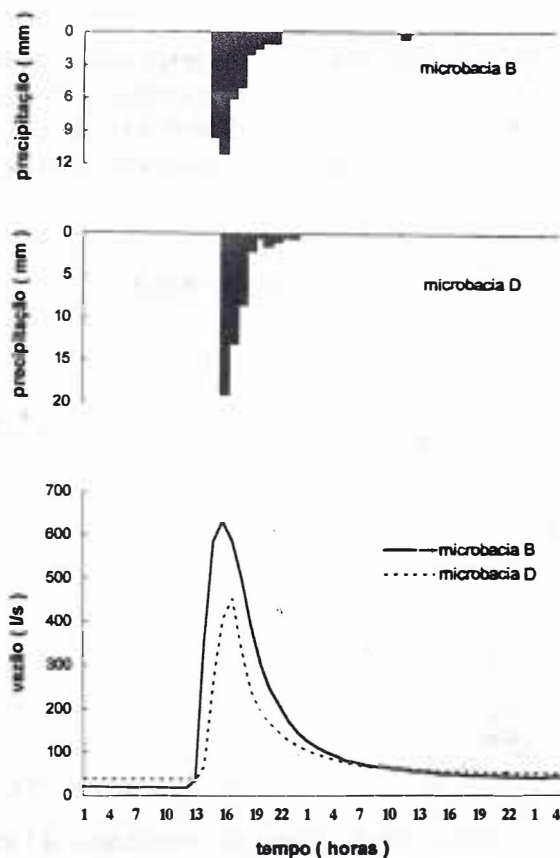 0
3
6
9
12
precipitação ( mm )
microbacia B
0
5
10
15
20
precipitação ( mm )
microbacia D
700
600
500
400
300
200
100
0
vazão ( l/s )
microbacia B
microbacia D
1 4 7 10 13 16 19 22 1 4 7 10 13 16 19 22 1 4
tempo ( horas )